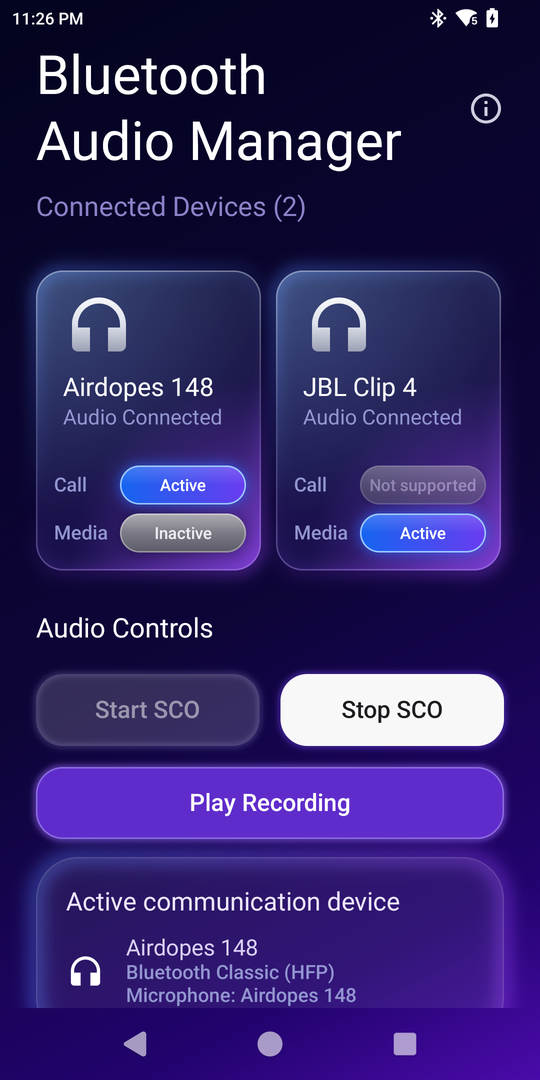 11:26 PM
5
Bluetooth
Audio Manager
Connected Devices (2)
Airdopes 148
Audio Connected
Call Active
Media Inactive
JBL Clip 4
Audio Connected
Call Not supported
Media Active
Audio Controls
Start SCO
Stop SCO
Play Recording
Active communication device
Airdopes 148
Bluetooth Classic (HFP)
Microphone: Airdopes 148